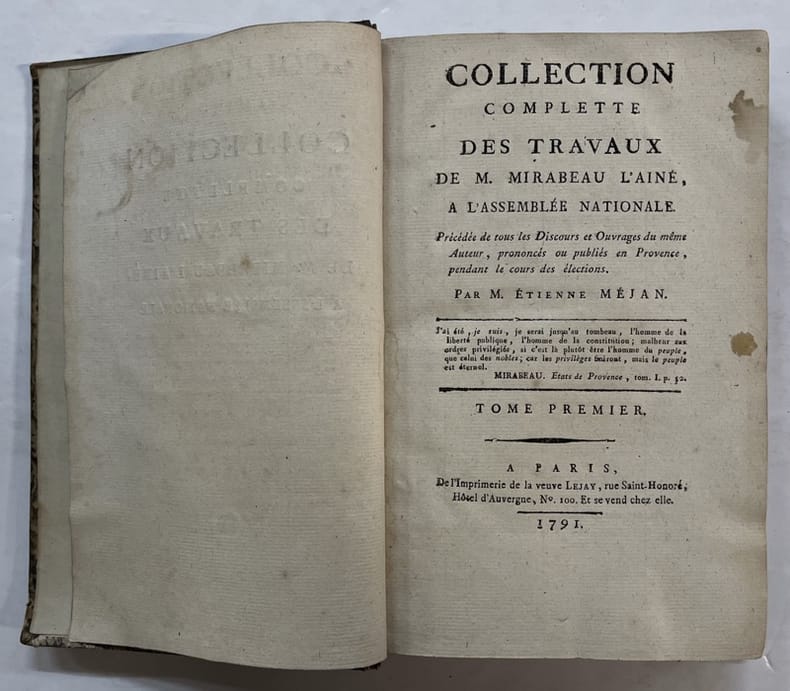 COLLECTION
COMPLETTE
DES TRAVAUX
DE M. MIRABEAU L'AINÉ,
A L'ASSEMBLÉE NATIONALE.
Précédée de tous les Discours et Ouvrages du même
Auteur, prononcés ou publiés en Provence,
pendant le cours des élections.
PAR M. ÉTIENNE MÉJAN.
J'ai été, je suis, je serai jusqu'au tombeau, l'homme de la
liberté publique, l'homme de la constitution; malheur aux
ordres privilégiés, si c'est là plutôt être l'homme du peuple,
que celui des nobles; car les privilèges finiront, mais le peuple
est éternel.
MIRABEAU. Etats de Provence, tom. I. p. 52.
TOME PREMIER.
A PARIS,
De l'Imprimerie de la veuve LEJAY, rue Saint-Honoré,
Hôtel d'Auvergne, No. 100. Et se vend chez elle.
1791.